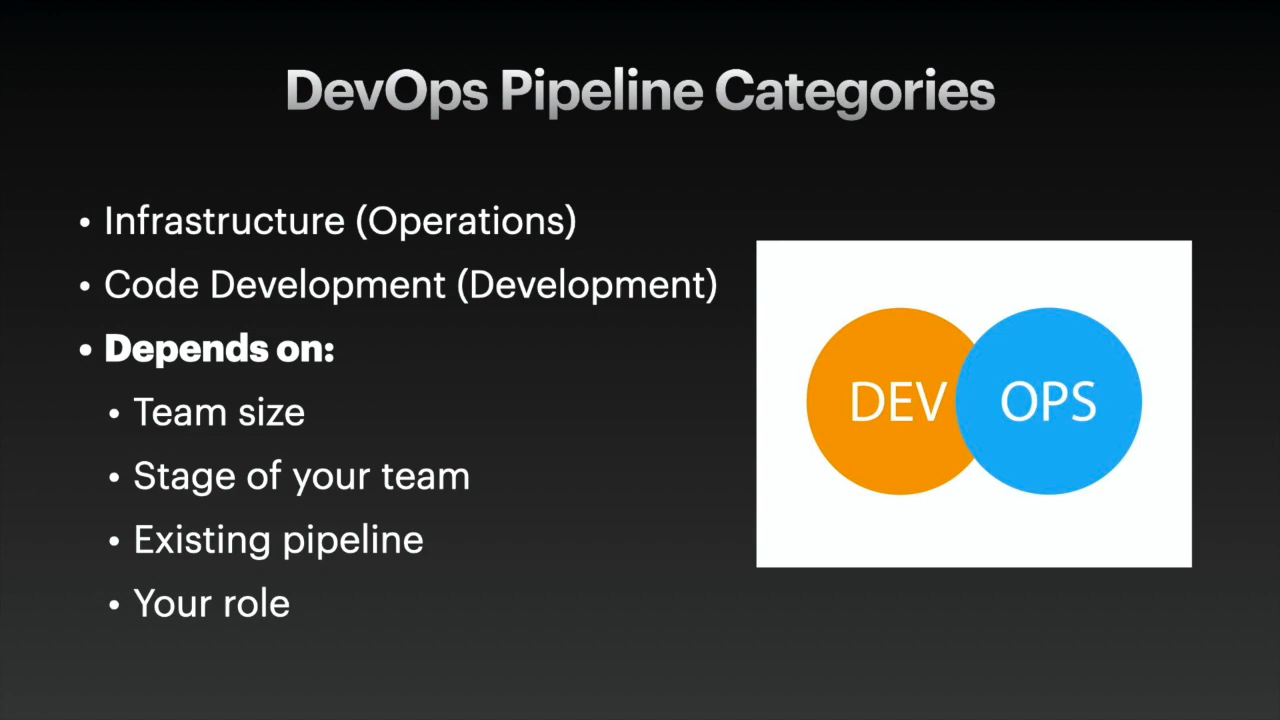 DevOps Pipeline Categories
• Infrastructure (Operations)
• Code Development (Development)
• Depends on:
• Team size
• Stage of your team
• Existing pipeline
• Your role
DEV OPS